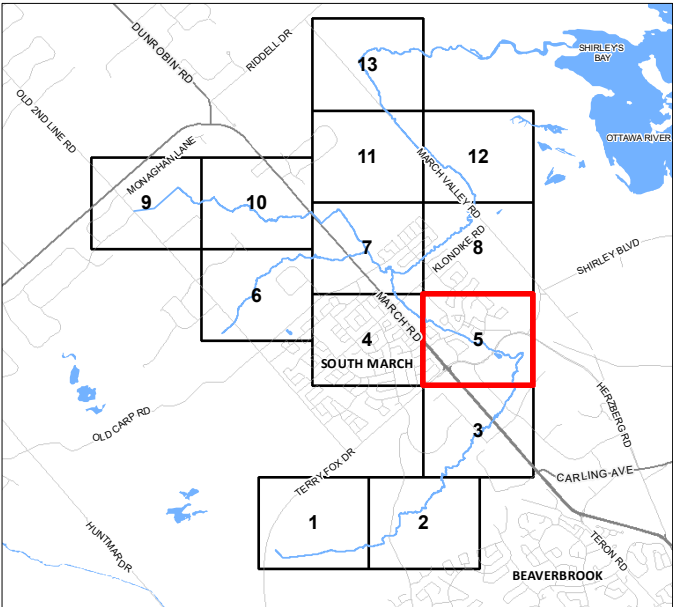 DUNROBIN RD
RIDDELL DR
SHIRLEY'S
BAY
13
OLD 2ND LINE RD
OTTAWA RIVER
11
12
MARCH VALLEY RD
MONAGHAN LANE
9
10
7
8
KLONDIKE RD
SHIRLEY BLVD
6
MARCH RD
4
5
SOUTH MARCH
HERZBERG RD
OLD CARP RD
3
TERRY FOX DR
CARLING AVE
1
2
HUNTMAR DR
TERON RD
BEAVERBROOK